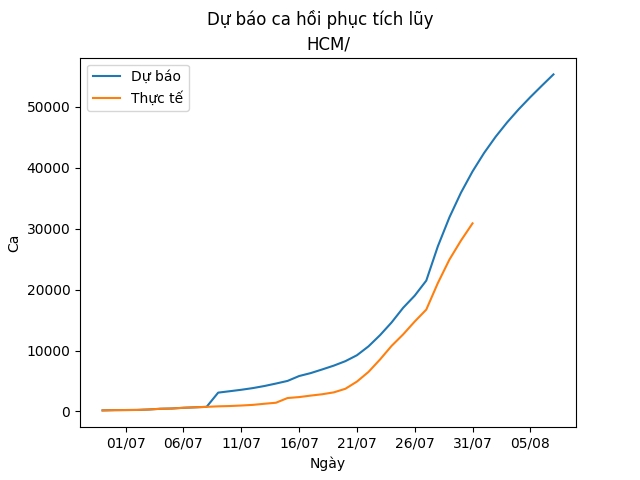 Dự báo ca hồi phục tích lũy
HCM/
Dự báo
Thực tế
50000
40000
30000
20000
10000
0
Ca
01/07 06/07 11/07 16/07 21/07 26/07 31/07 05/08
Ngày